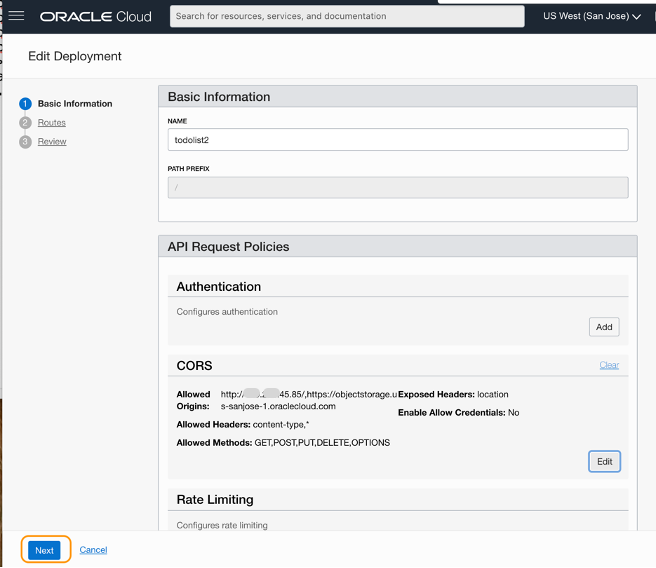 ORACLE Cloud
Search for resources, services, and documentation
US West (San Jose)
Edit Deployment
1 Basic Information
2 Routes
3 Review
Basic Information
NAME
todolist2
PATH PREFIX
/
API Request Policies
Authentication
Configures authentication
Add
CORS
Clear
Allowed Origins: http://
45.85/,https://objectstorage.u
s-sanjose-1.oraclecloud.com
Allowed Headers: content-type,*
Allowed Methods: GET,POST,PUT,DELETE,OPTIONS
Exposed Headers: location
Enable Allow Credentials: No
Edit
Rate Limiting
Configures rate limiting
Next
Cancel